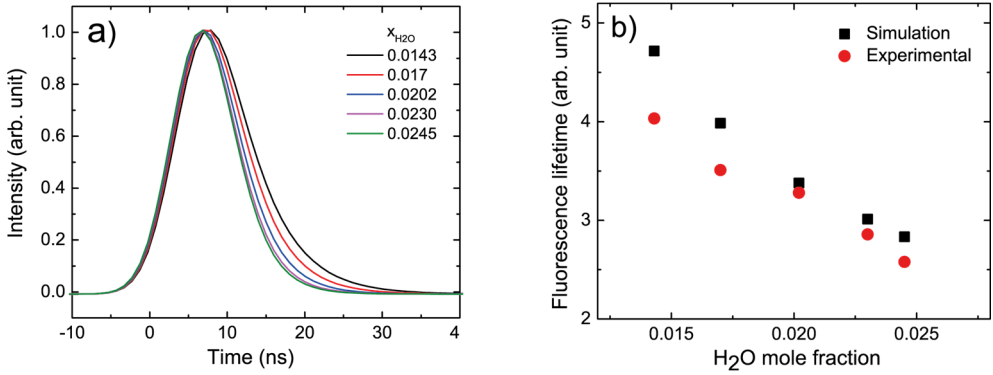 a)
x_H2O
0.0143
0.017
0.0202
0.0230
0.0245
1.0
0.8
0.6
0.4
0.2
0.0
Intensity (arb. unit)
-10 0 10 20 30 4
Time (ns)
b)
Simulation
Experimental
5
4
3
2
Fluorescence lifetime (arb. unit)
0.015 0.020 0.025
H2O mole fraction